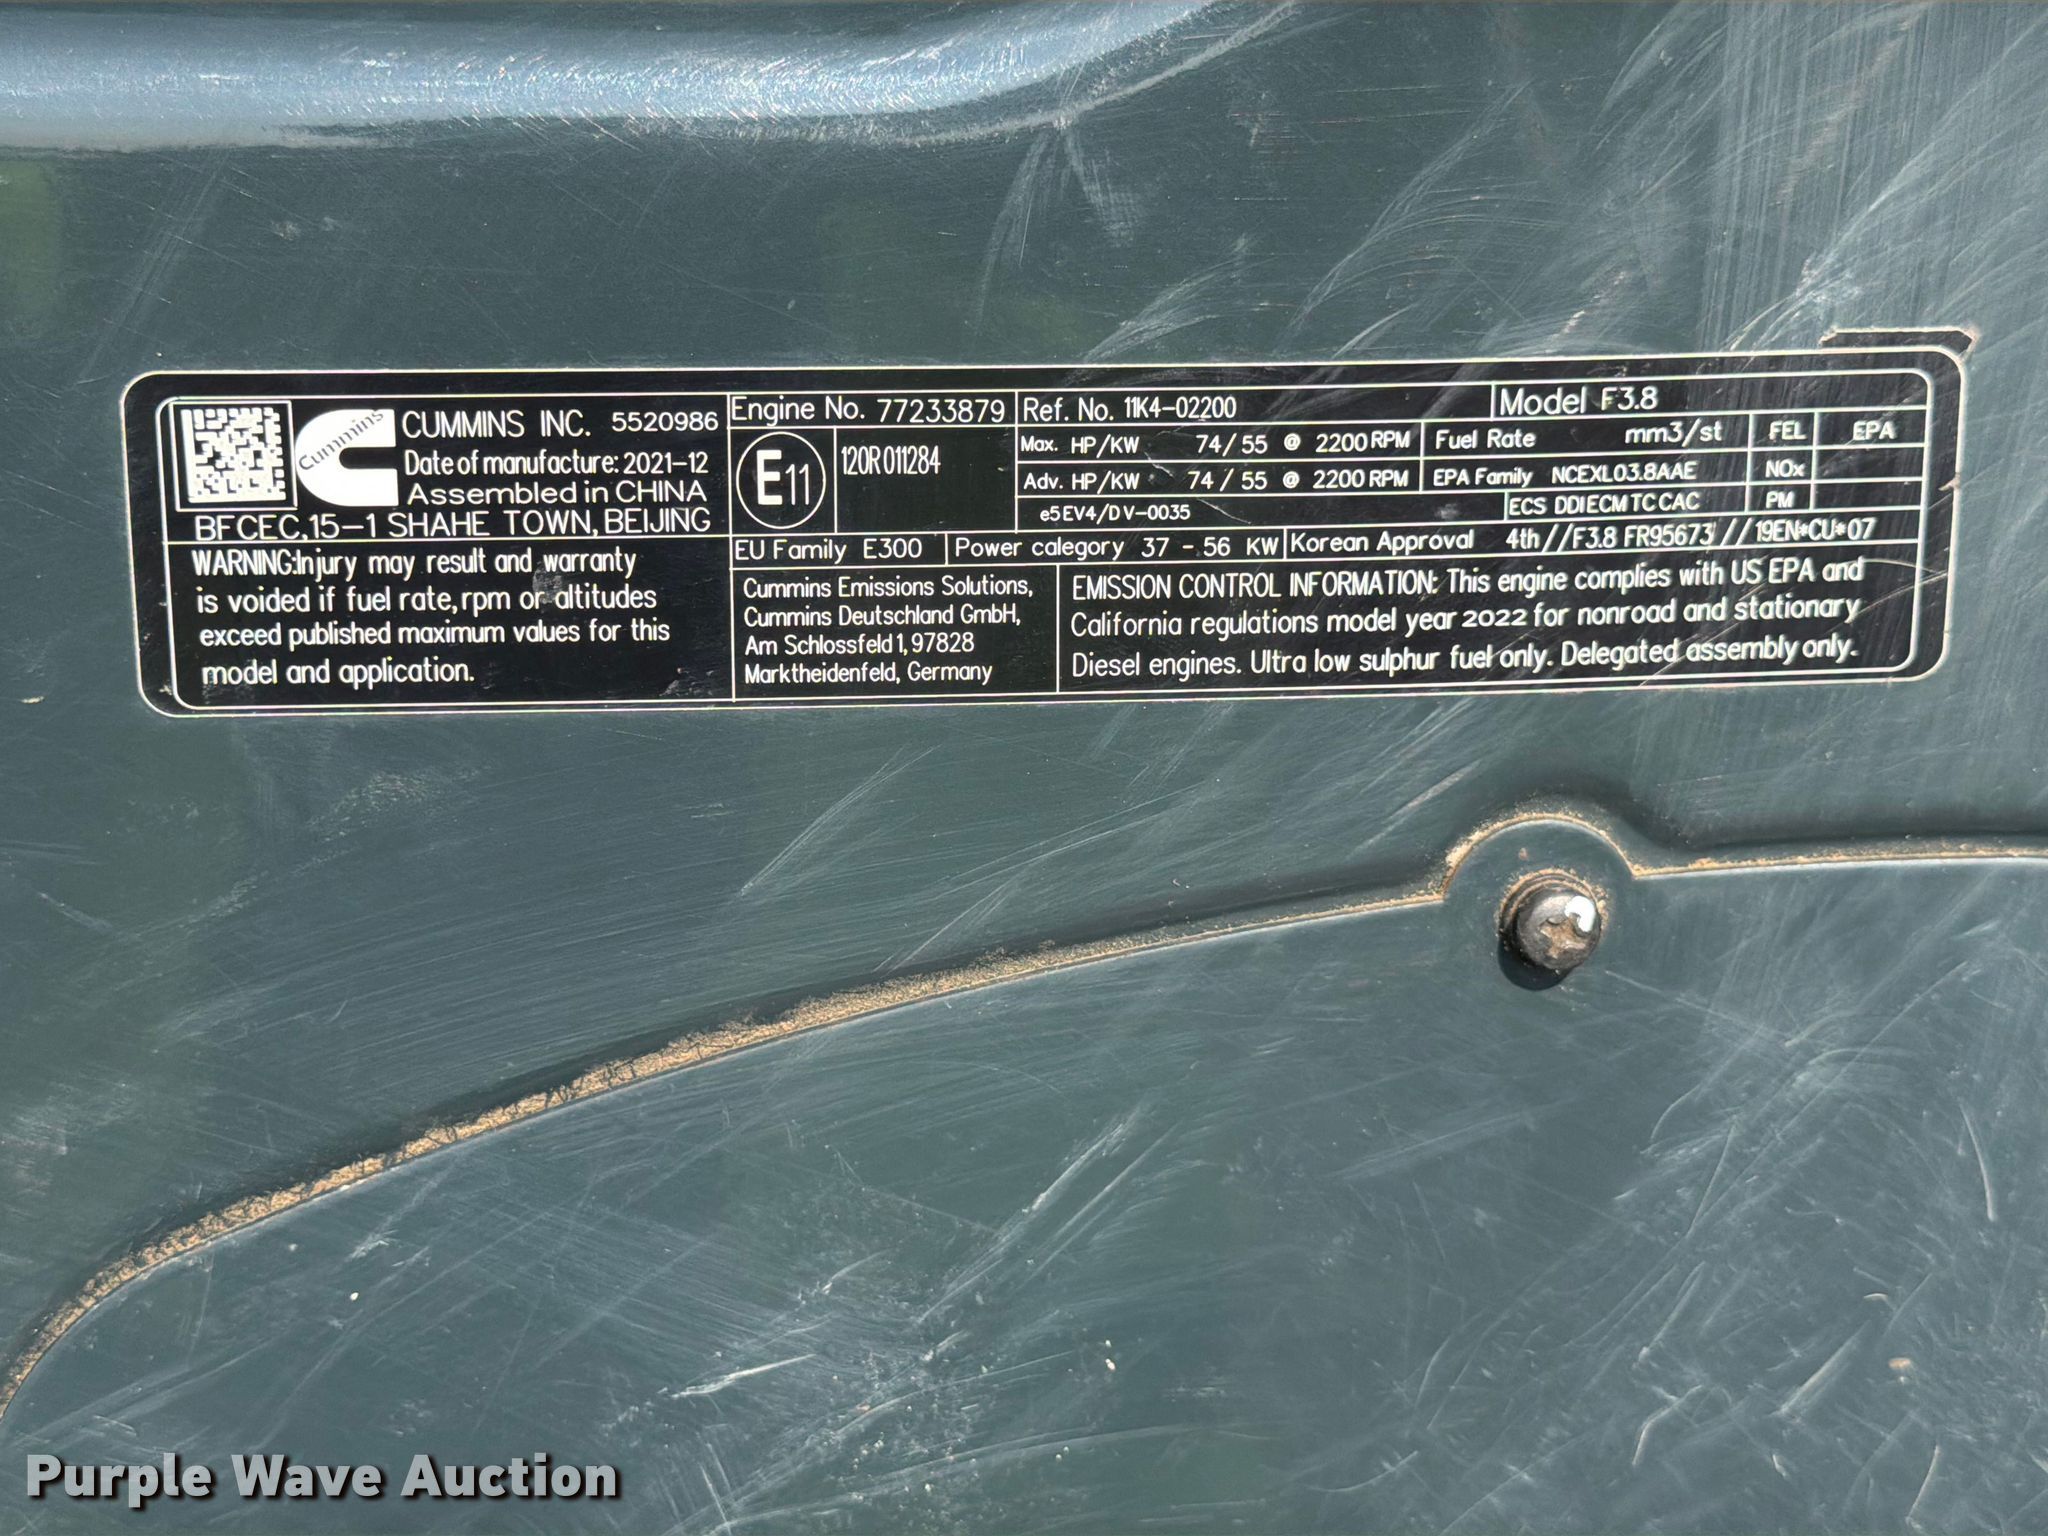 Cummins
CUMMINS INC. 5520986
Date of manufacture: 2021-12
Assembled in CHINA
BFCEC,15-1 SHAHE TOWN, BEIJING
WARNING:Injury may result and warranty
is voided if fuel rate,rpm or altitudes
exceed published maximum values for this
model and application.
Engine No. 77233879
E11
120R011284
Ref. No. 11K4-02200
Model F3.8
Max. HP/KW 74/55 @ 2200RPM
Fuel Rate mm3/st
FEL EPA
Adv. HP/KW 74/55 @ 2200RPM
EPA Family NCEXL03.8AAE
NOx
e5EV4/DV-0035
ECS DDI ECM TC CAC
PM
EU Family E300
Power category 37 - 56 KW
Korean Approval 4th//F3.8 FR95673//19EN*CU*07
Cummins Emissions Solutions,
Cummins Deutschland GmbH,
Am Schlossfeld 1, 97828
Marktheidenfeld, Germany
EMISSION CONTROL INFORMATION: This engine complies with US EPA and
California regulations model year 2022 for nonroad and stationary
Diesel engines. Ultra low sulphur fuel only. Delegated assembly only.
Purple Wave Auction